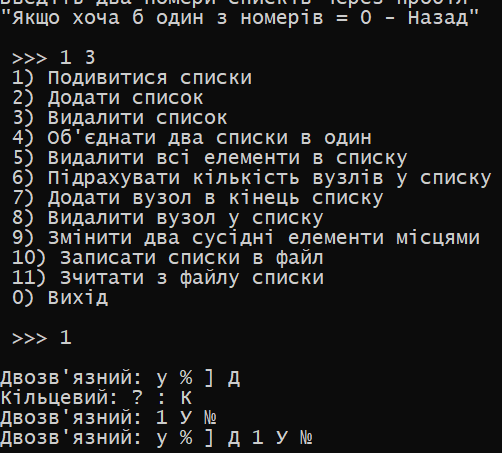 Введіть два номери списків через пробіл
"Якщо хоча б один з номерів = 0 – Назад"
>>> 1 3
1) Подивитися списки
2) Додати список
3) Видалити список
4) Об'єднати два списки в один
5) Видалити всі елементи в списку
6) Підрахувати кількість вузлів у списку
7) Додати вузол в кінець списку
8) Видалити вузол у списку
9) Змінити два сусідні елементи місцями
10) Записати списки в файл
11) Зчитати з файлу списки
0) Вихід
>>> 1
Двозв'язний: у % ] Д
Кільцевий: ? : К
Двозв'язний: 1 У №
Двозв'язний: у % ] Д 1 У №